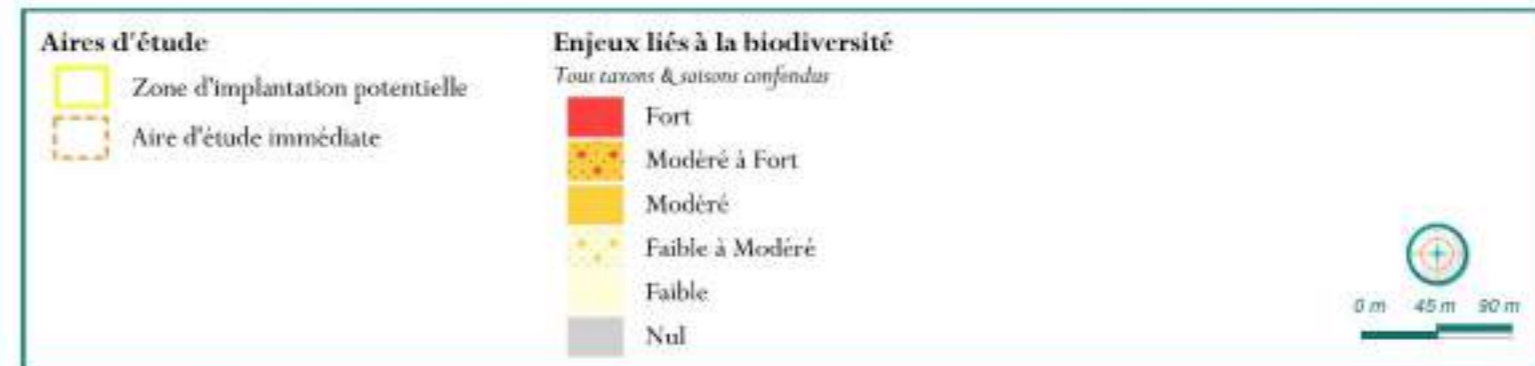 Aires d'étude
Zone d'implantation potentielle
Aire d'étude immédiate
Enjeux liés à la biodiversité
Tous taxons & saisons confondus
Fort
Modéré à Fort
Modéré
Faible à Modéré
Faible
Nul
0 m 45 m 90 m